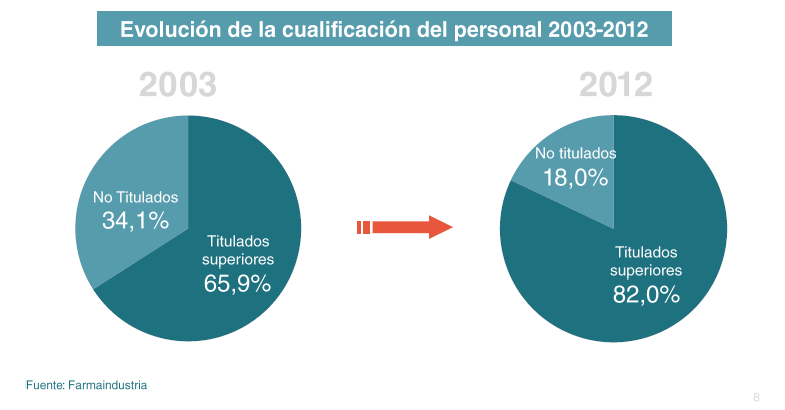 Evolución de la cualificación del personal 2003-2012
2003
2012
No Titulados
34,1%
Titulados
superiores
65,9%
No titulados
18,0%
Titulados
superiores
82,0%
Fuente: Farmaindustria
8